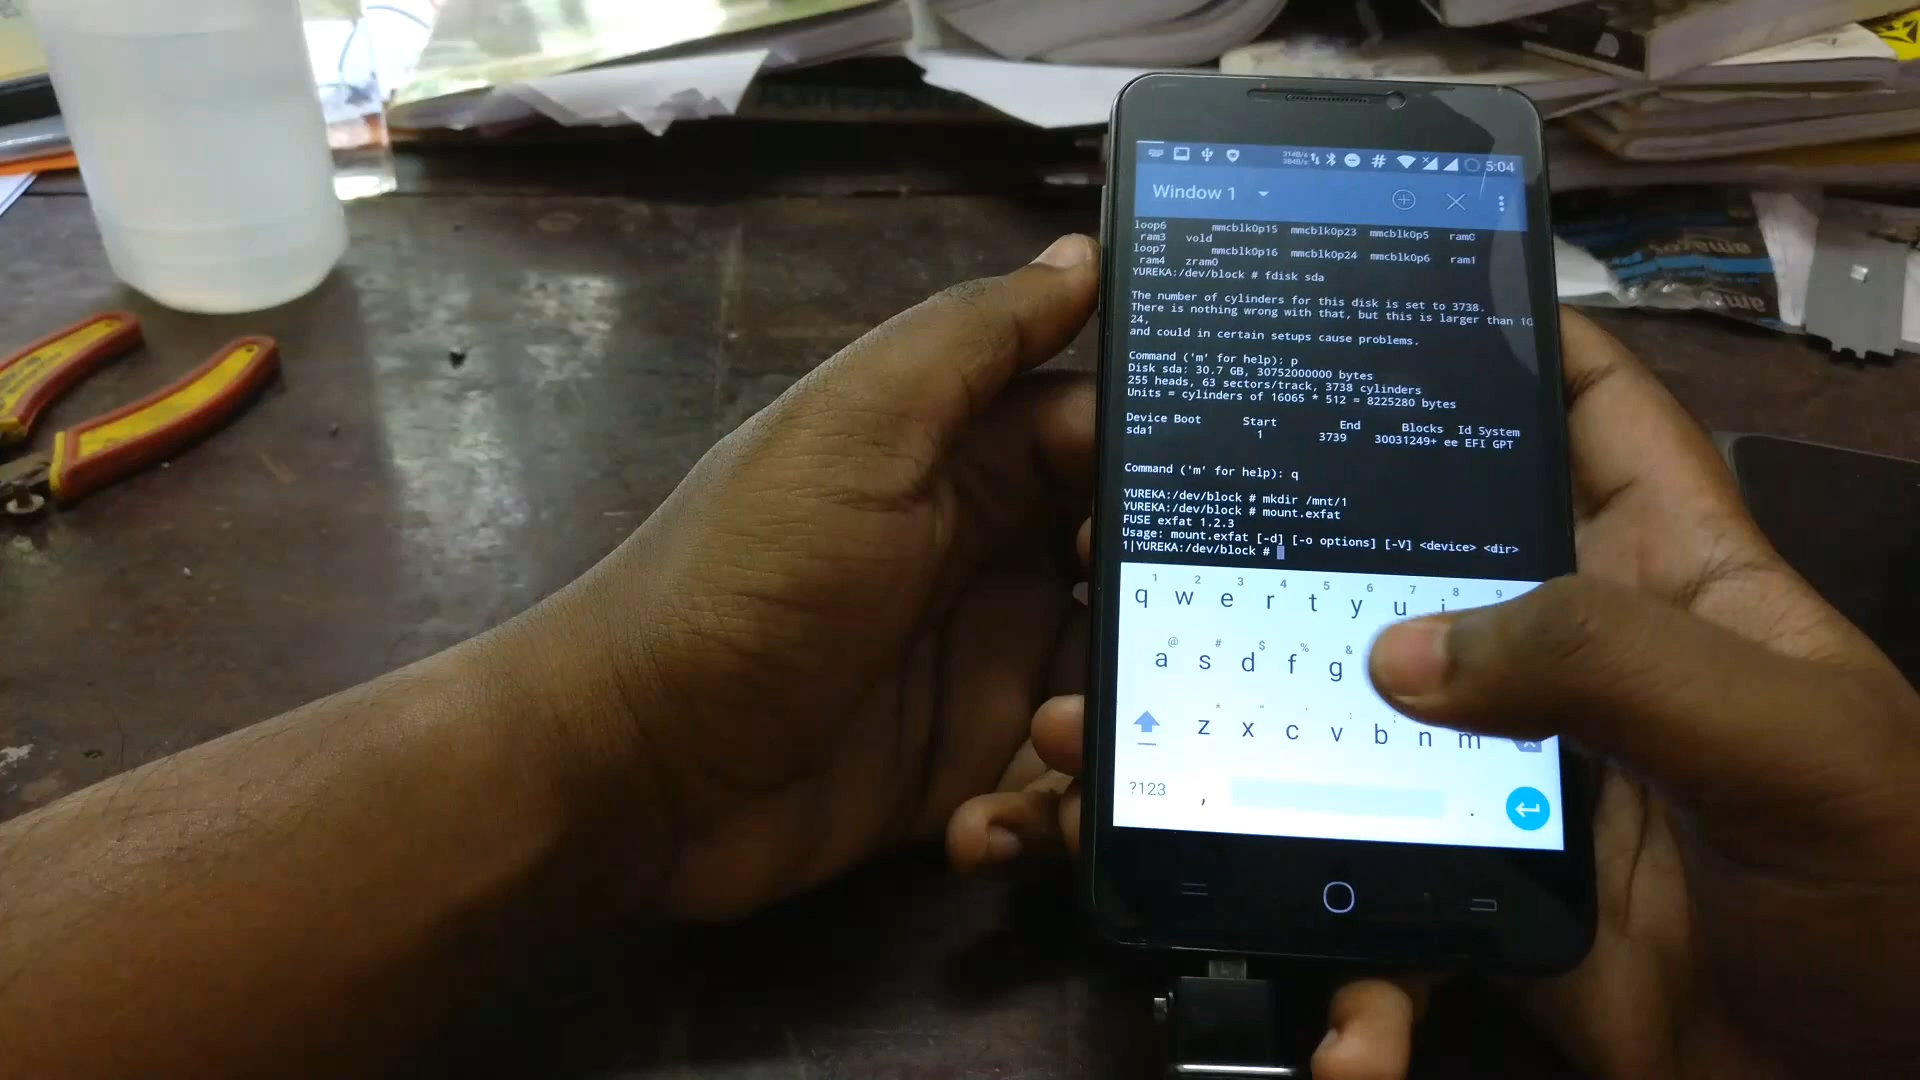 5:04
Window 1
loop6 mmcblk0p15 mmcblk0p23 mmcblk0p5 ram0
ram3 vold
loop7 mmcblk0p16 mmcblk0p24 mmcblk0p6 ram1
ram4 zram0
YUREKA:/dev/block # fdisk sda
The number of cylinders for this disk is set to 3738.
There is nothing wrong with that, but this is larger than 10
24,
and could in certain setups cause problems.
Command ('m' for help): p
Disk sda: 30.7 GB, 30752000000 bytes
255 heads, 63 sectors/track, 3738 cylinders
Units = cylinders of 16065 * 512 = 8225280 bytes
Device Boot Start End Blocks Id System
sda1 1 3739 30031249+ ee EFI GPT
Command ('m' for help): q
YUREKA:/dev/block # mkdir /mnt/1
YUREKA:/dev/block # mount.exfat
FUSE exfat 1.2.3
Usage: mount.exfat [-d] [-o options] [-V] <device> <dir>
1|YUREKA:/dev/block #
1 2 3 4 5 6 7 8 9
q w e r t y u i
@ # $ % &
a s d f g
z x c v b n m
?123 , .